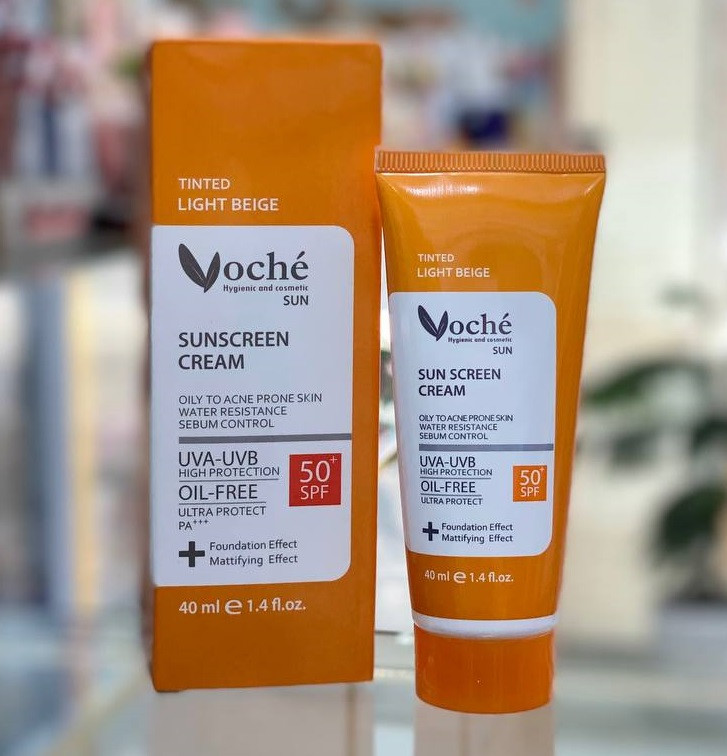 TINTED
LIGHT BEIGE
Voché
Hygienic and cosmetic
SUN
SUNSCREEN
CREAM
OILY TO ACNE PRONE SKIN
WATER RESISTANCE
SEBUM CONTROL
UVA-UVB
HIGH PROTECTION
OIL-FREE
ULTRA PROTECT
PA+++
50+
SPF
Foundation Effect
Mattifying Effect
40 ml e 1.4 fl.oz.
TINTED
LIGHT BEIGE
Voché
Hygienic and cosmetic
SUN
SUN SCREEN
CREAM
OILY TO ACNE PRONE SKIN
WATER RESISTANCE
SEBUM CONTROL
UVA-UVB
HIGH PROTECTION
OIL-FREE
ULTRA PROTECT
50+
SPF
Foundation Effect
Mattifying Effect
40 ml e 1.4 fl.oz.